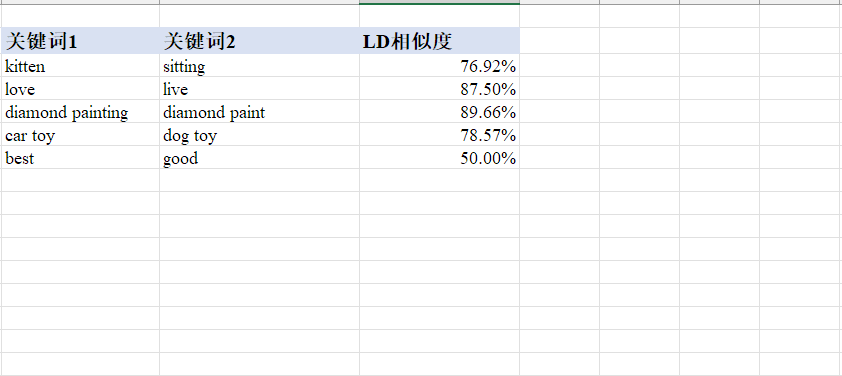 关键词1 关键词2 LD相似度
kitten sitting 76.92%
love live 87.50%
diamond painting diamond paint 89.66%
car toy dog toy 78.57%
best good 50.00%